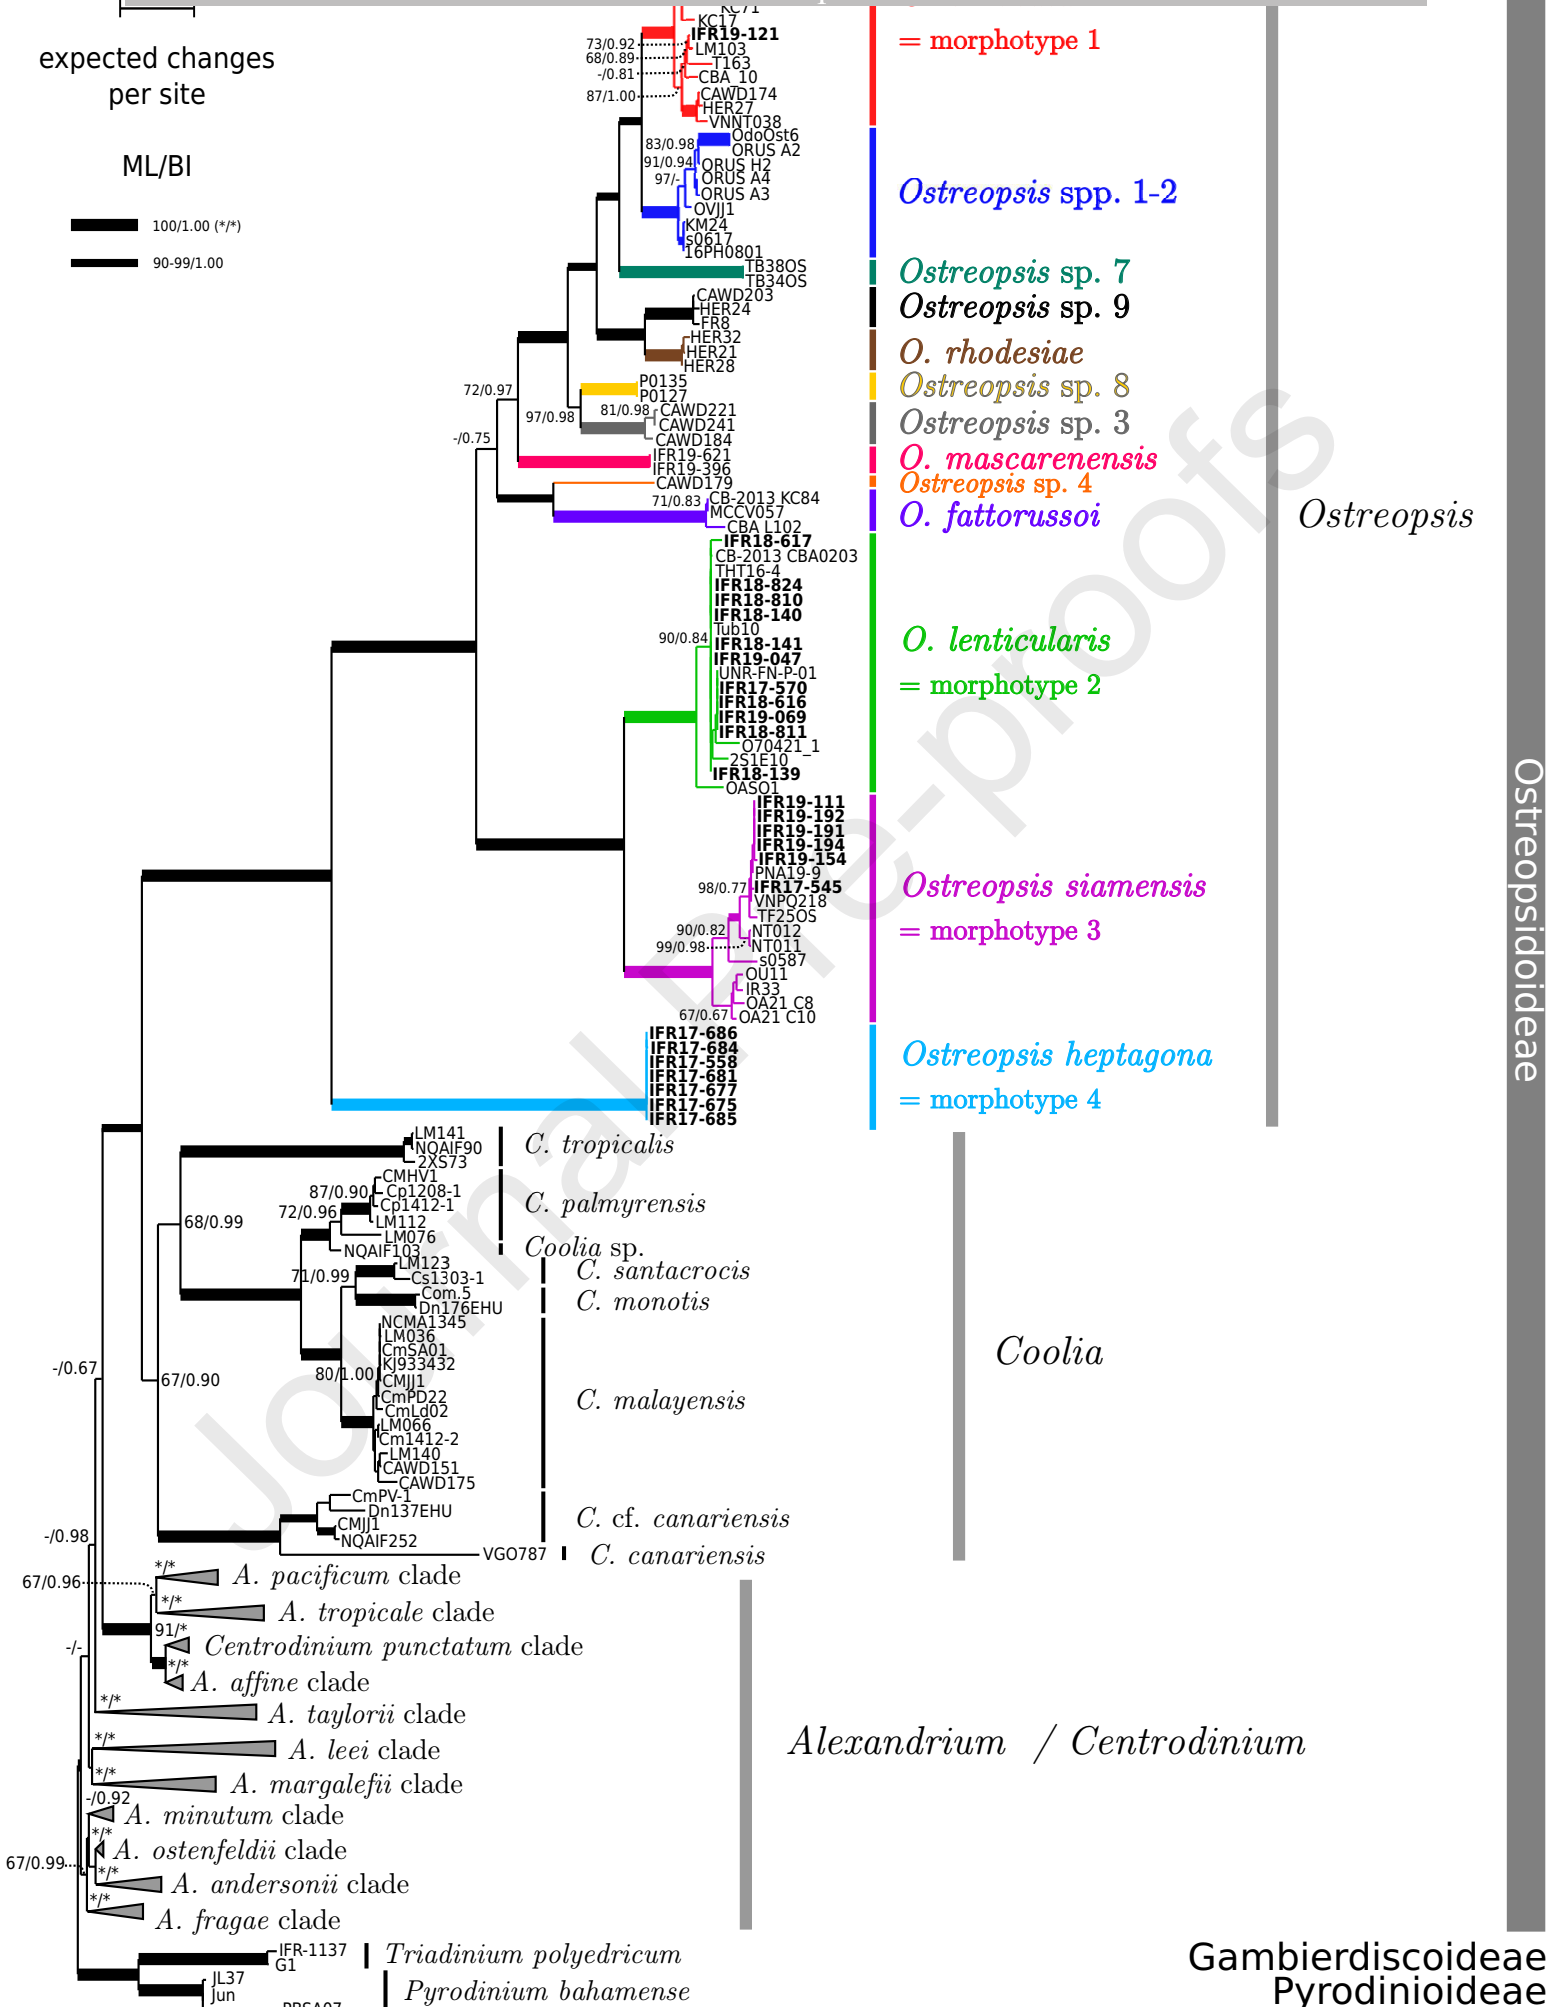 KC71
KC17
IFR19-121
LM103
T163
CBA_10
CAWD174
HER27
VNNT038
73/0.92
68/0.89
-/0.81
87/1.00
= morphotype 1
expected changes
per site
ML/BI
100/1.00 (*/*)
90-99/1.00
OdoOst6
ORUS A2
ORUS H2
ORUS A4
ORUS A3
OVJJ1
KM24
s0617
16PH0801
83/0.98
91/0.94
97/-
Ostreopsis spp. 1-2
TB38OS
TB34OS
Ostreopsis sp. 7
CAWD203
HER24
FR8
Ostreopsis sp. 9
HER32
HER21
HER28
O. rhodesiae
P0135
P0127
Ostreopsis sp. 8
72/0.97
97/0.98
81/0.98
CAWD221
CAWD241
CAWD184
Ostreopsis sp. 3
-/0.75
IFR19-621
IFR19-396
O. mascarenensis
CAWD179
Ostreopsis sp. 4
71/0.83
CB-2013 KC84
MCCV057
CBA L102
O. fattorussoi
Ostreopsis
IFR18-617
CB-2013 CBA0203
THT16-4
IFR18-824
IFR18-810
IFR18-140
Tub10
IFR18-141
IFR19-047
UNR-FN-P-01
IFR17-570
IFR18-616
IFR19-069
IFR18-811
O70421_1
2S1E10
IFR18-139
OASO1
90/0.84
O. lenticularis
= morphotype 2
IFR19-111
IFR19-192
IFR19-191
IFR19-194
IFR19-154
PNA19-9
IFR17-545
VNPQ218
TF25OS
NT012
NT011
s0587
OU11
IR33
OA21 C8
OA21 C10
98/0.77
90/0.82
99/0.98
67/0.67
Ostreopsis siamensis
= morphotype 3
IFR17-686
IFR17-684
IFR17-558
IFR17-681
IFR17-677
IFR17-675
IFR17-685
Ostreopsis heptagona
= morphotype 4
Ostreopsidoideae
LM141
NQAIF90
2XS73
C. tropicalis
CMHV1
Cp1208-1
Cp1412-1
LM112
LM076
87/0.90
72/0.96
68/0.99
C. palmyrensis
NQAIF103
Coolia sp.
LM123
Cs1303-1
71/0.99
C. santacrocis
Com.5
Dn176EHU
C. monotis
NCMA1345
LM036
CmSA01
KJ933432
CMJJ1
CmPD22
CmLd02
LM066
Cm1412-2
LM140
CAWD151
CAWD175
80/1.00
C. malayensis
Coolia
-/0.67
67/0.90
CmPV-1
Dn137EHU
CMJJ1
NQAIF252
C. cf. canariensis
VGO787
C. canariensis
-/0.98
67/0.96
*/*
A. pacificum clade
*/*
A. tropicale clade
91/*
Centrodinium punctatum clade
-/-
*/*
A. affine clade
*/*
A. taylorii clade
*/*
A. leei clade
*/*
A. margalefii clade
Alexandrium / Centrodinium
-/0.92
A. minutum clade
*/*
A. ostenfeldii clade
67/0.99
*/*
A. andersonii clade
*/*
A. fragae clade
IFR-1137
G1
Triadinium polyedricum
JL37
Jun
Pyrodinium bahamense
Gambierdiscoideae
Pyrodinioideae
Journal Pre-proofs